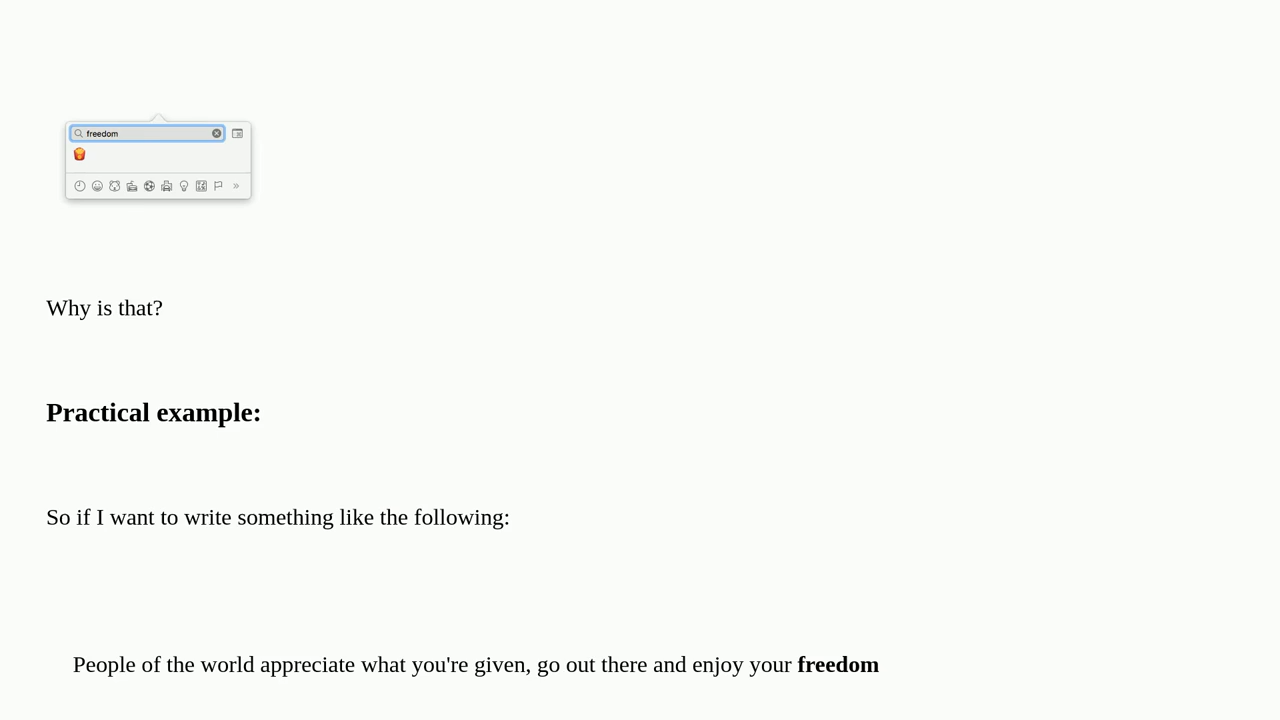 freedom
Why is that?
Practical example:
So if I want to write something like the following:
People of the world appreciate what you're given, go out there and enjoy your freedom